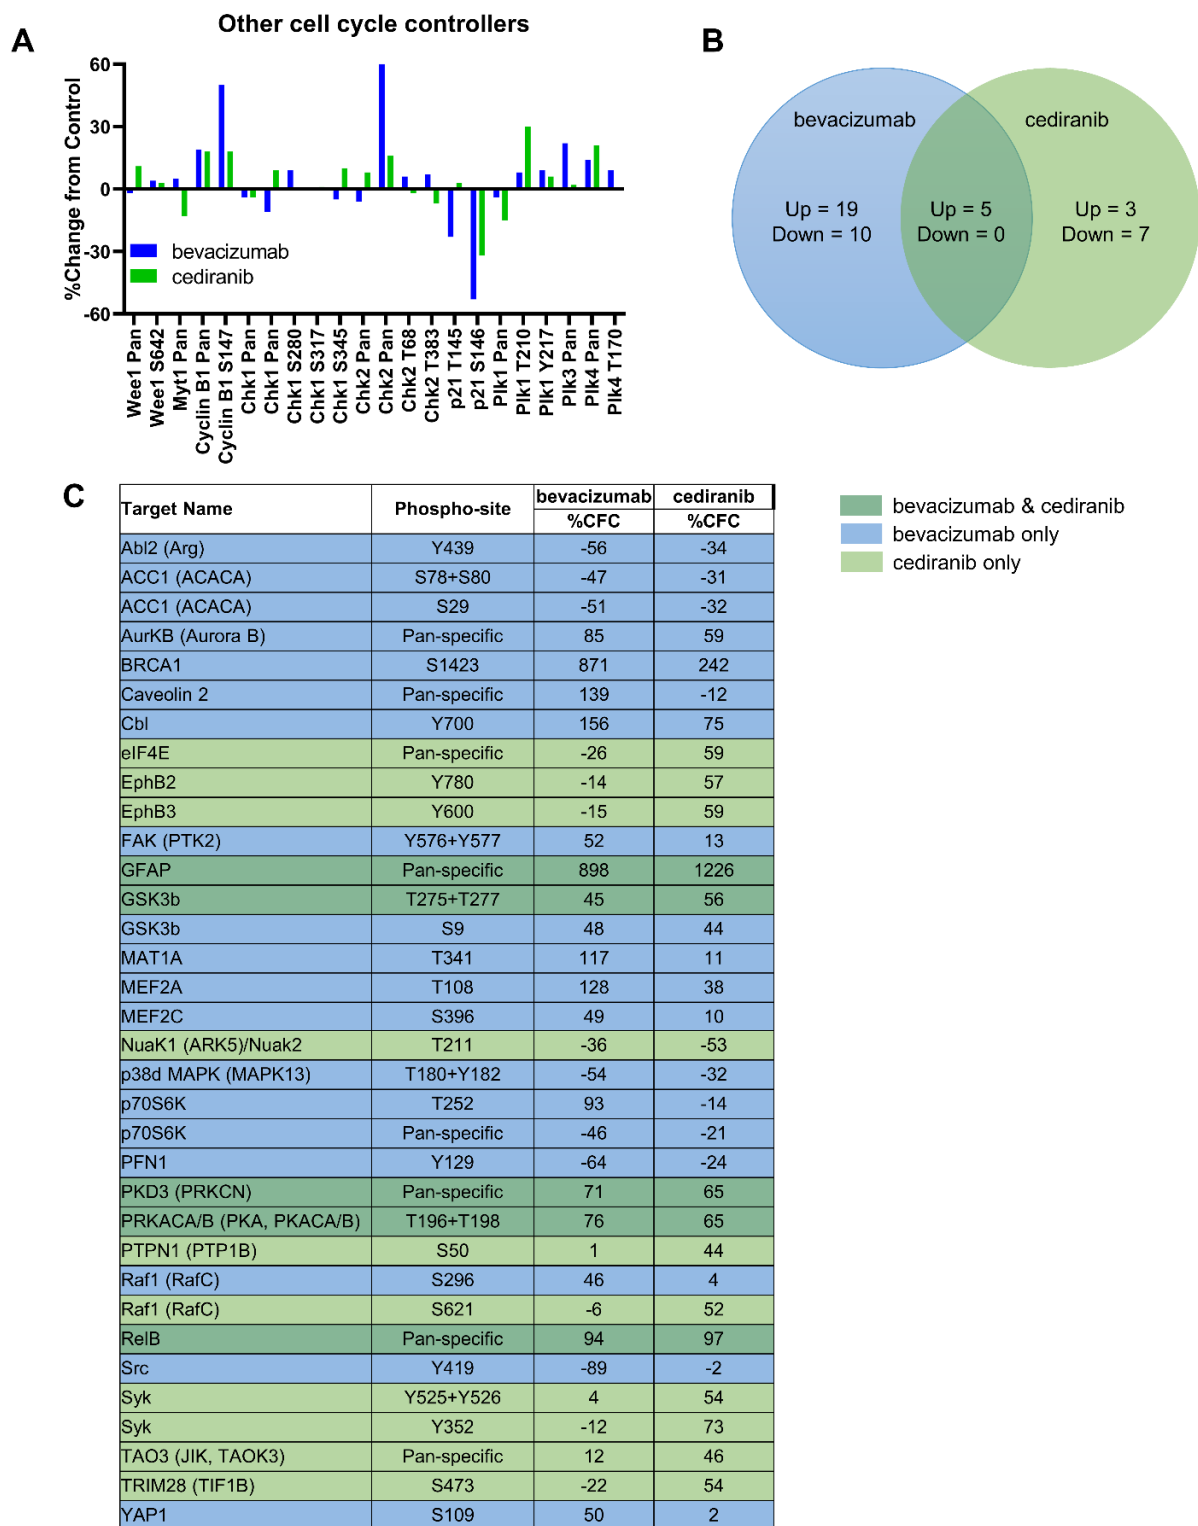 A
Other cell cycle controllers
%Change from Control
60
30
0
-30
-60
bevacizumab
cediranib
Wee1 Pan
Wee1 S642
Myt1 Pan
Cyclin B1 Pan
Cyclin B1 S147
Chk1 Pan
Chk1 Pan
Chk1 S280
Chk1 S317
Chk1 S345
Chk2 Pan
Chk2 Pan
Chk2 T68
Chk2 T383
p21 T145
p21 S146
Plk1 Pan
Plk1 T210
Plk1 Y217
Plk3 Pan
Plk4 Pan
Plk4 T170
B
bevacizumab
cediranib
Up = 19
Down = 10
Up = 5
Down = 0
Up = 3
Down = 7
C
Target Name Phospho-site bevacizumab cediranib
%CFC %CFC
Abl2 (Arg) Y439 -56 -34
ACC1 (ACACA) S78+S80 -47 -31
ACC1 (ACACA) S29 -51 -32
AurKB (Aurora B) Pan-specific 85 59
BRCA1 S1423 871 242
Caveolin 2 Pan-specific 139 -12
Cbl Y700 156 75
eIF4E Pan-specific -26 59
EphB2 Y780 -14 57
EphB3 Y600 -15 59
FAK (PTK2) Y576+Y577 52 13
GFAP Pan-specific 898 1226
GSK3b T275+T277 45 56
GSK3b S9 48 44
MAT1A T341 117 11
MEF2A T108 128 38
MEF2C S396 49 10
NuaK1 (ARK5)/Nuak2 T211 -36 -53
p38d MAPK (MAPK13) T180+Y182 -54 -32
p70S6K T252 93 -14
p70S6K Pan-specific -46 -21
PFN1 Y129 -64 -24
PKD3 (PRKCN) Pan-specific 71 65
PRKACA/B (PKA, PKACA/B) T196+T198 76 65
PTPN1 (PTP1B) S50 1 44
Raf1 (RafC) S296 46 4
Raf1 (RafC) S621 -6 52
RelB Pan-specific 94 97
Src Y419 -89 -2
Syk Y525+Y526 4 54
Syk Y352 -12 73
TAO3 (JIK, TAOK3) Pan-specific 12 46
TRIM28 (TIF1B) S473 -22 54
YAP1 S109 50 2
bevacizumab & cediranib
bevacizumab only
cediranib only